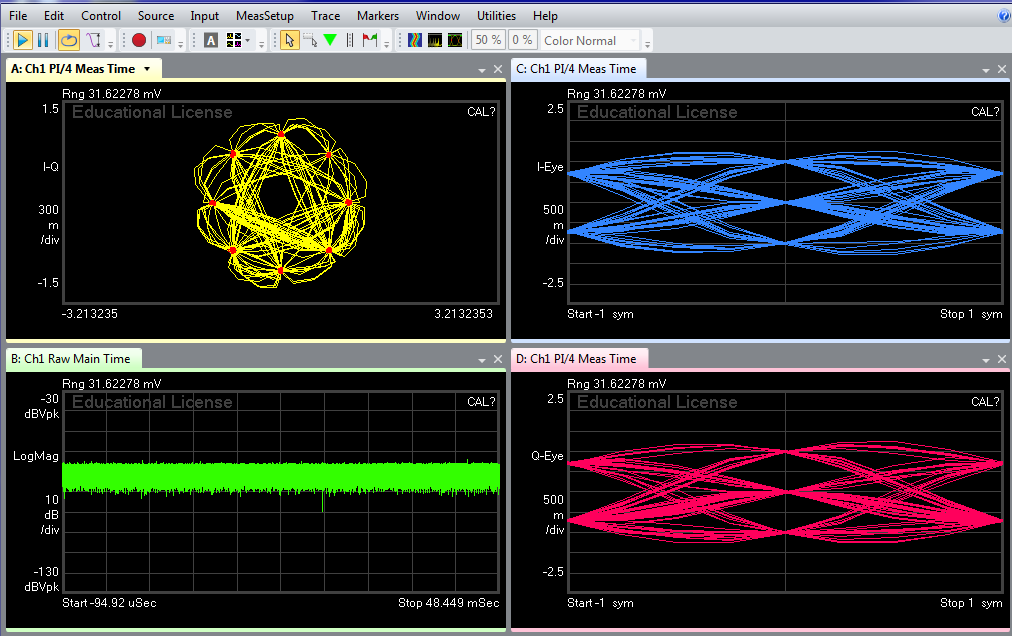 File Edit Control Source Input MeasSetup Trace Markers Window Utilities Help
A 50 % 0 % Color Normal
A: Ch1 PI/4 Meas Time
Rng 31.62278 mV
1.5
Educational License
CAL?
I-Q
300
m
/div
-1.5
-3.213235
3.2132353
C: Ch1 PI/4 Meas Time
Rng 31.62278 mV
2.5
Educational License
CAL?
I-Eye
500
m
/div
-2.5
Start -1 sym
Stop 1 sym
B: Ch1 Raw Main Time
Rng 31.62278 mV
-30
dBVpk
Educational License
CAL?
LogMag
10
dB
/div
-130
dBVpk
Start -94.92 uSec
Stop 48.449 mSec
D: Ch1 PI/4 Meas Time
Rng 31.62278 mV
2.5
Educational License
CAL?
Q-Eye
500
m
/div
-2.5
Start -1 sym
Stop 1 sym